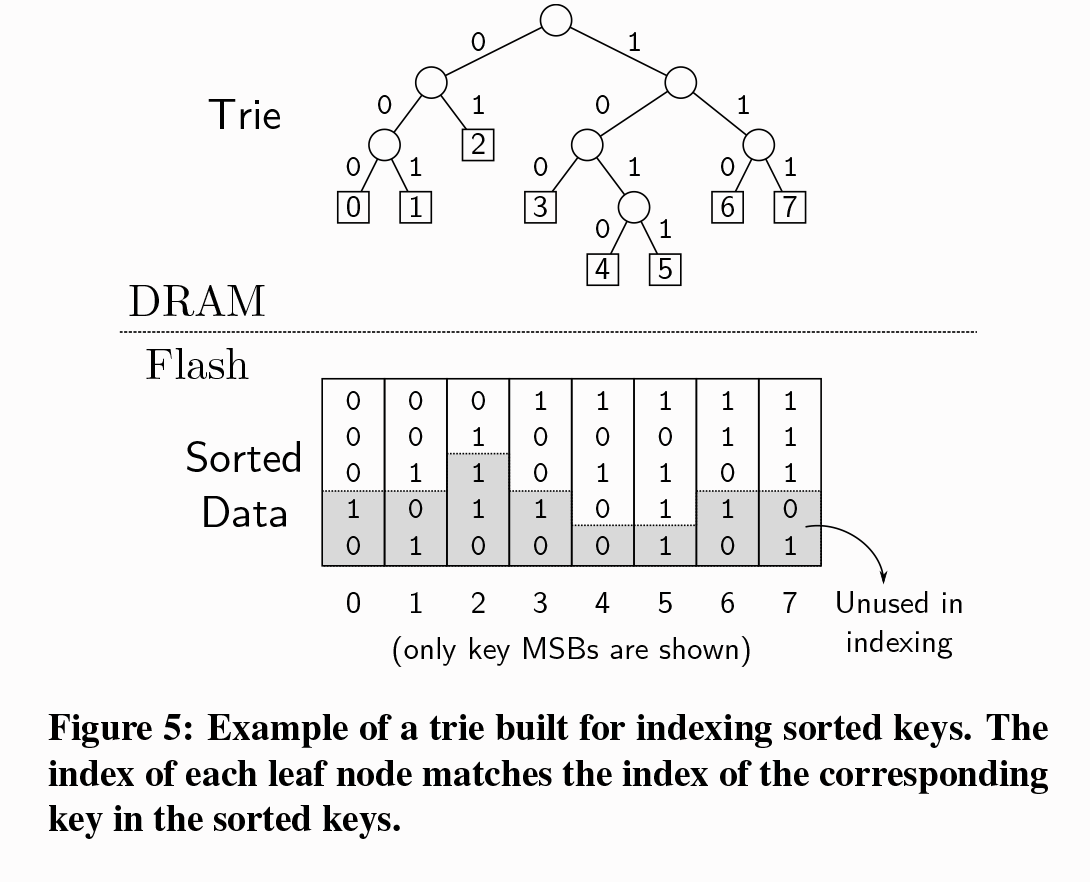 0 1
Trie 0 1 0 1
0 1 2 0 1 0 1
0 1 3 0 1 6 7
4 5
DRAM
Flash
0 0 0 1 1 1 1 1
0 0 1 0 0 0 1 1
Sorted 0 1 1 0 1 1 0 1
Data 1 0 1 1 0 1 1 0
0 1 0 0 0 1 0 1
0 1 2 3 4 5 6 7
Unused in
indexing
(only key MSBs are shown)
Figure 5: Example of a trie built for indexing sorted keys. The
index of each leaf node matches the index of the corresponding
key in the sorted keys.